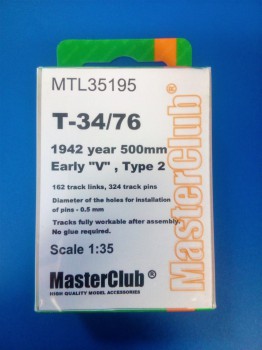 MTL35195
T-34/76
1942 year 500mm
Early "V" , Type 2
162 track links, 324 track pins
Diameter of the holes for installation
of pins - 0.5 mm
Tracks fully workable after assembly.
No glue required.
Scale 1:35
MasterClub®
HIGH QUALITY MODEL ACCESSORIES
MasterClub®